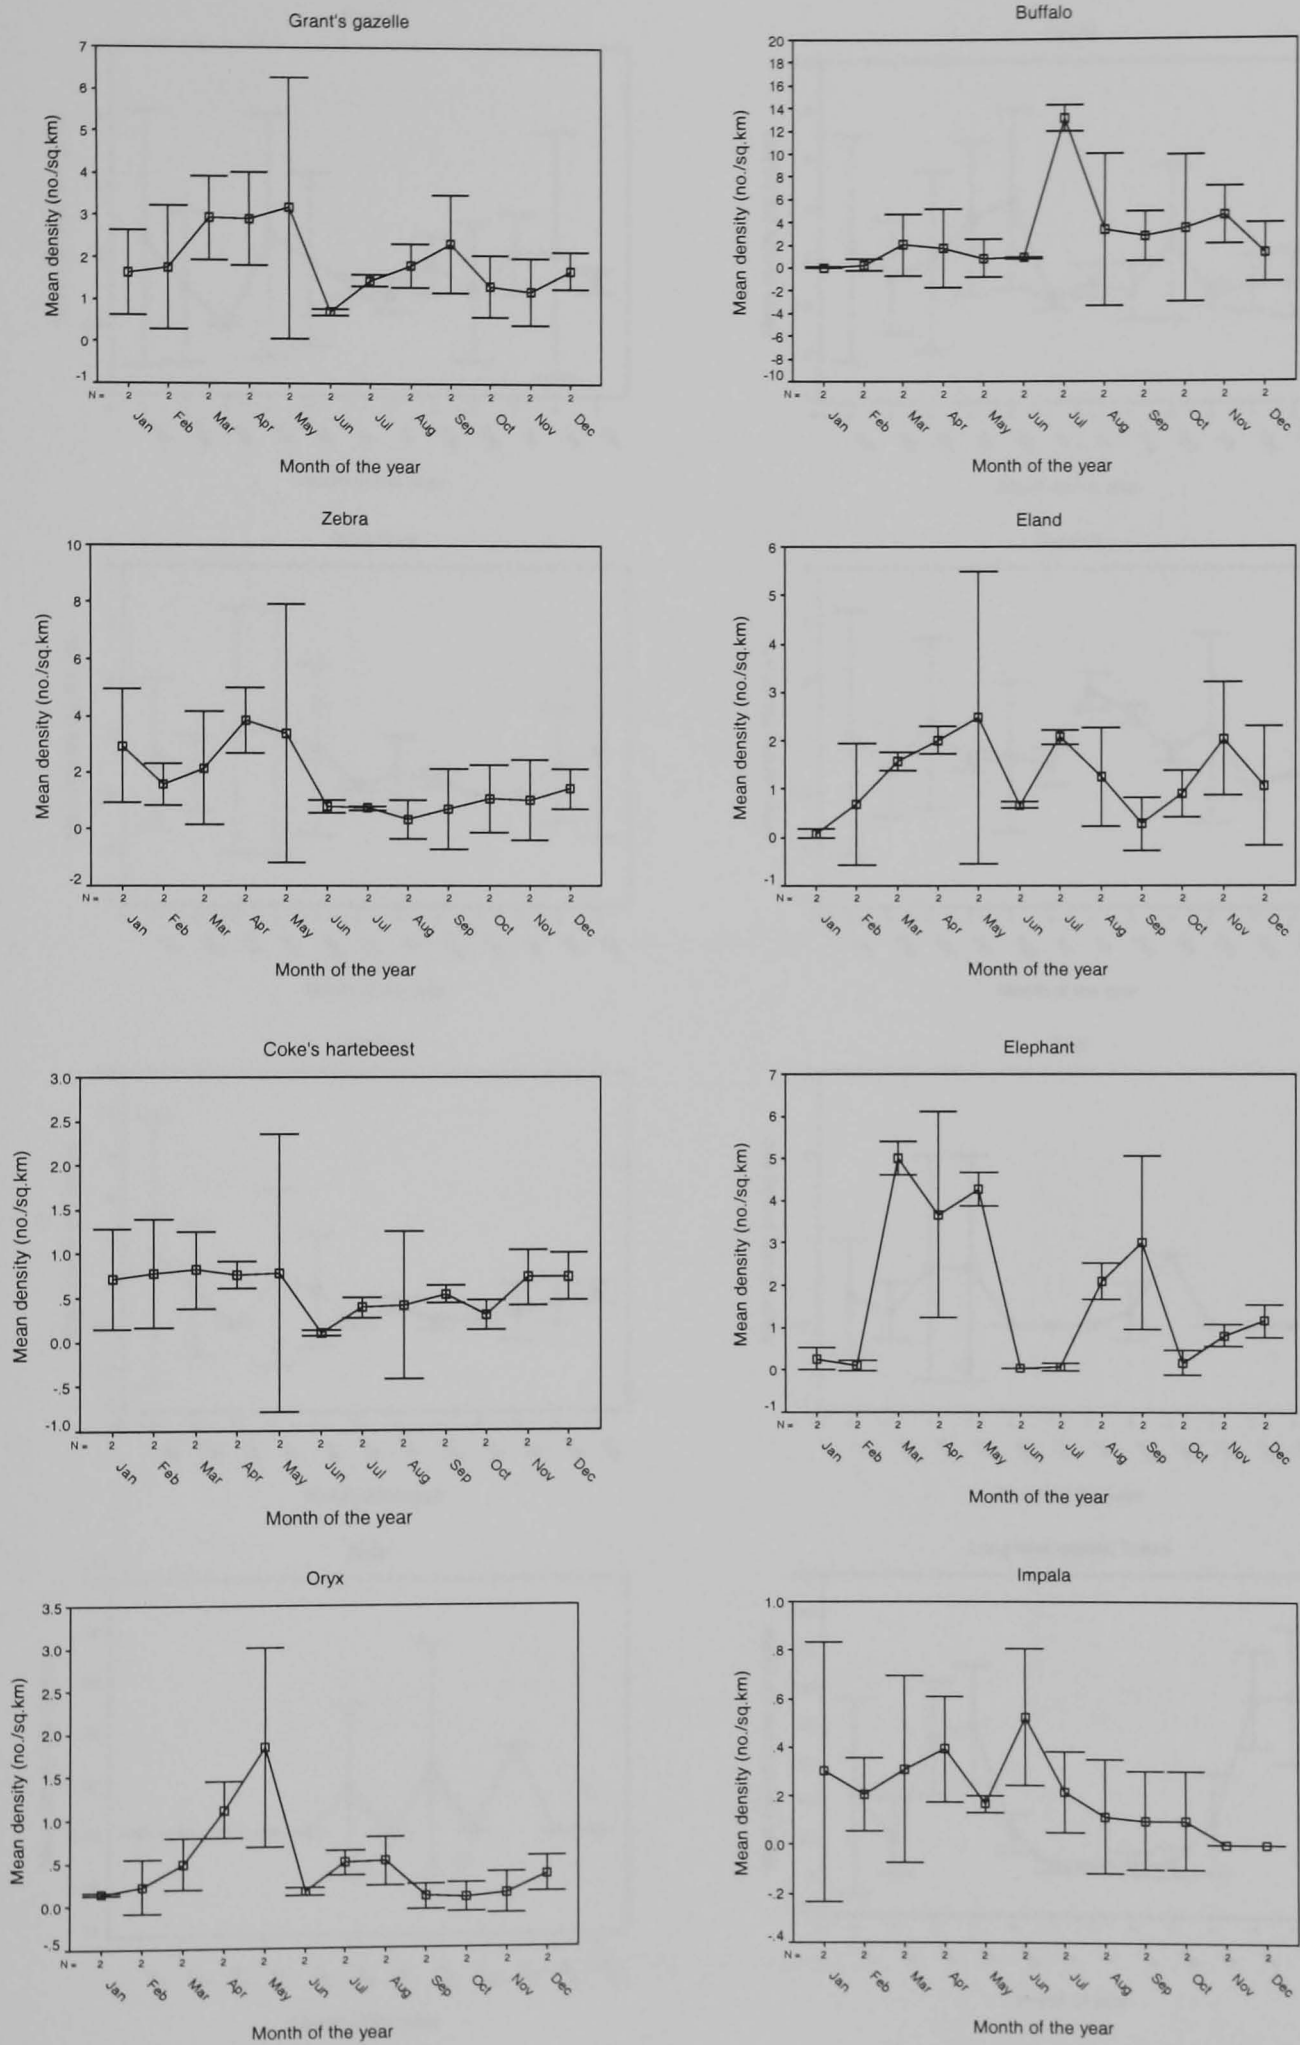 Grant's gazelle
Mean density (no./sq.km)
7
6
5
4
3
2
1
0
-1
N = 2 2 2 2 2 2 2 2 2 2 2 2
Jan Feb Mar Apr May Jun Jul Aug Sep Oct Nov Dec
Month of the year
Buffalo
Mean density (no./sq.km)
20
18
16
14
12
10
8
6
4
2
0
-2
-4
-6
-8
-10
N = 2 2 2 2 2 2 2 2 2 2 2 2
Jan Feb Mar Apr May Jun Jul Aug Sep Oct Nov Dec
Month of the year
Zebra
Mean density (no./sq.km)
10
8
6
4
2
0
-2
N = 2 2 2 2 2 2 2 2 2 2 2 2
Jan Feb Mar Apr May Jun Jul Aug Sep Oct Nov Dec
Month of the year
Eland
Mean density (no./sq.km)
6
5
4
3
2
1
0
-1
N = 2 2 2 2 2 2 2 2 2 2 2 2
Jan Feb Mar Apr May Jun Jul Aug Sep Oct Nov Dec
Month of the year
Coke's hartebeest
Mean density (no./sq.km)
3.0
2.5
2.0
1.5
1.0
.5
0.0
-.5
-1.0
N = 2 2 2 2 2 2 2 2 2 2 2 2
Jan Feb Mar Apr May Jun Jul Aug Sep Oct Nov Dec
Month of the year
Elephant
Mean density (no./sq.km)
7
6
5
4
3
2
1
0
-1
N = 2 2 2 2 2 2 2 2 2 2 2 2
Jan Feb Mar Apr May Jun Jul Aug Sep Oct Nov Dec
Month of the year
Oryx
Mean density (no./sq.km)
3.5
3.0
2.5
2.0
1.5
1.0
.5
0.0
-.5
N = 2 2 2 2 2 2 2 2 2 2 2 2
Jan Feb Mar Apr May Jun Jul Aug Sep Oct Nov Dec
Month of the year
Impala
Mean density (no./sq.km)
1.0
.8
.6
.4
.2
0.0
-.2
-.4
N = 2 2 2 2 2 2 2 2 2 2 2 2
Jan Feb Mar Apr May Jun Jul Aug Sep Oct Nov Dec
Month of the year